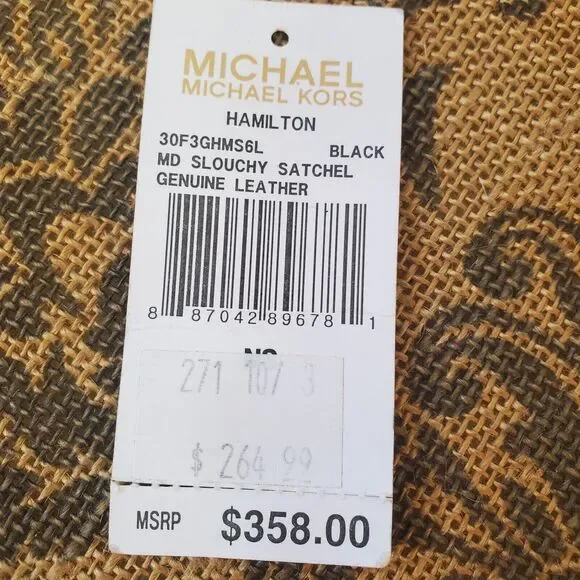 MICHAEL
MICHAEL KORS
HAMILTON
30F3GHMS6L BLACK
MD SLOUCHY SATCHEL
GENUINE LEATHER
8 87042 89678 1
271 107 3
$ 264 99
MSRP $358.00